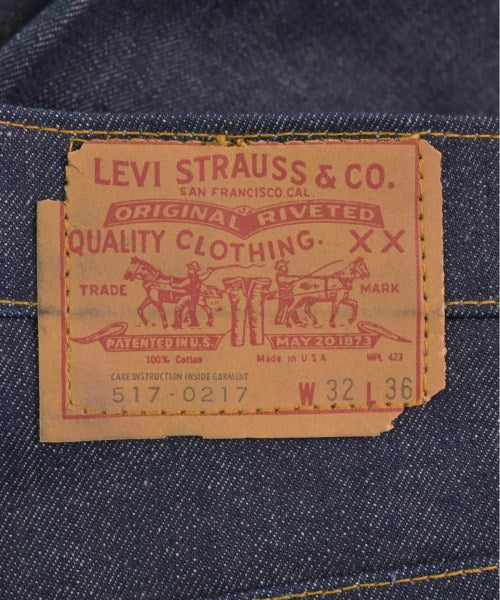 LEVI STRAUSS & CO.
SAN FRANCISCO, CAL.
ORIGINAL RIVETED
QUALITY CLOTHING. XX
TRADE MARK
PATENTED IN U.S. MAY 20 1873
100% Cotton Made in U S A WPL 423
CARE DISTRUCTION INSIDE GARMENT
517-0217 W 32 L 36